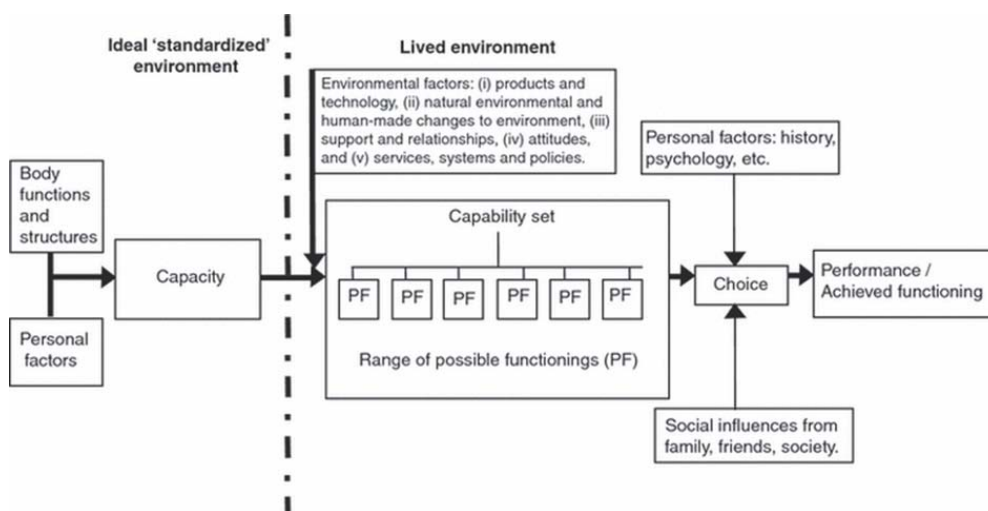 Ideal ‘standardized’
environment
Lived environment
Environmental factors: (i) products and
technology, (ii) natural environmental and
human-made changes to environment, (iii)
support and relationships, (iv) attitudes,
and (v) services, systems and policies.
Personal factors: history,
psychology, etc.
Body
functions
and
structures
Capacity
Personal
factors
Capability set
PF PF PF PF PF PF
Range of possible functionings (PF)
Choice
Performance /
Achieved functioning
Social influences from
family, friends, society.